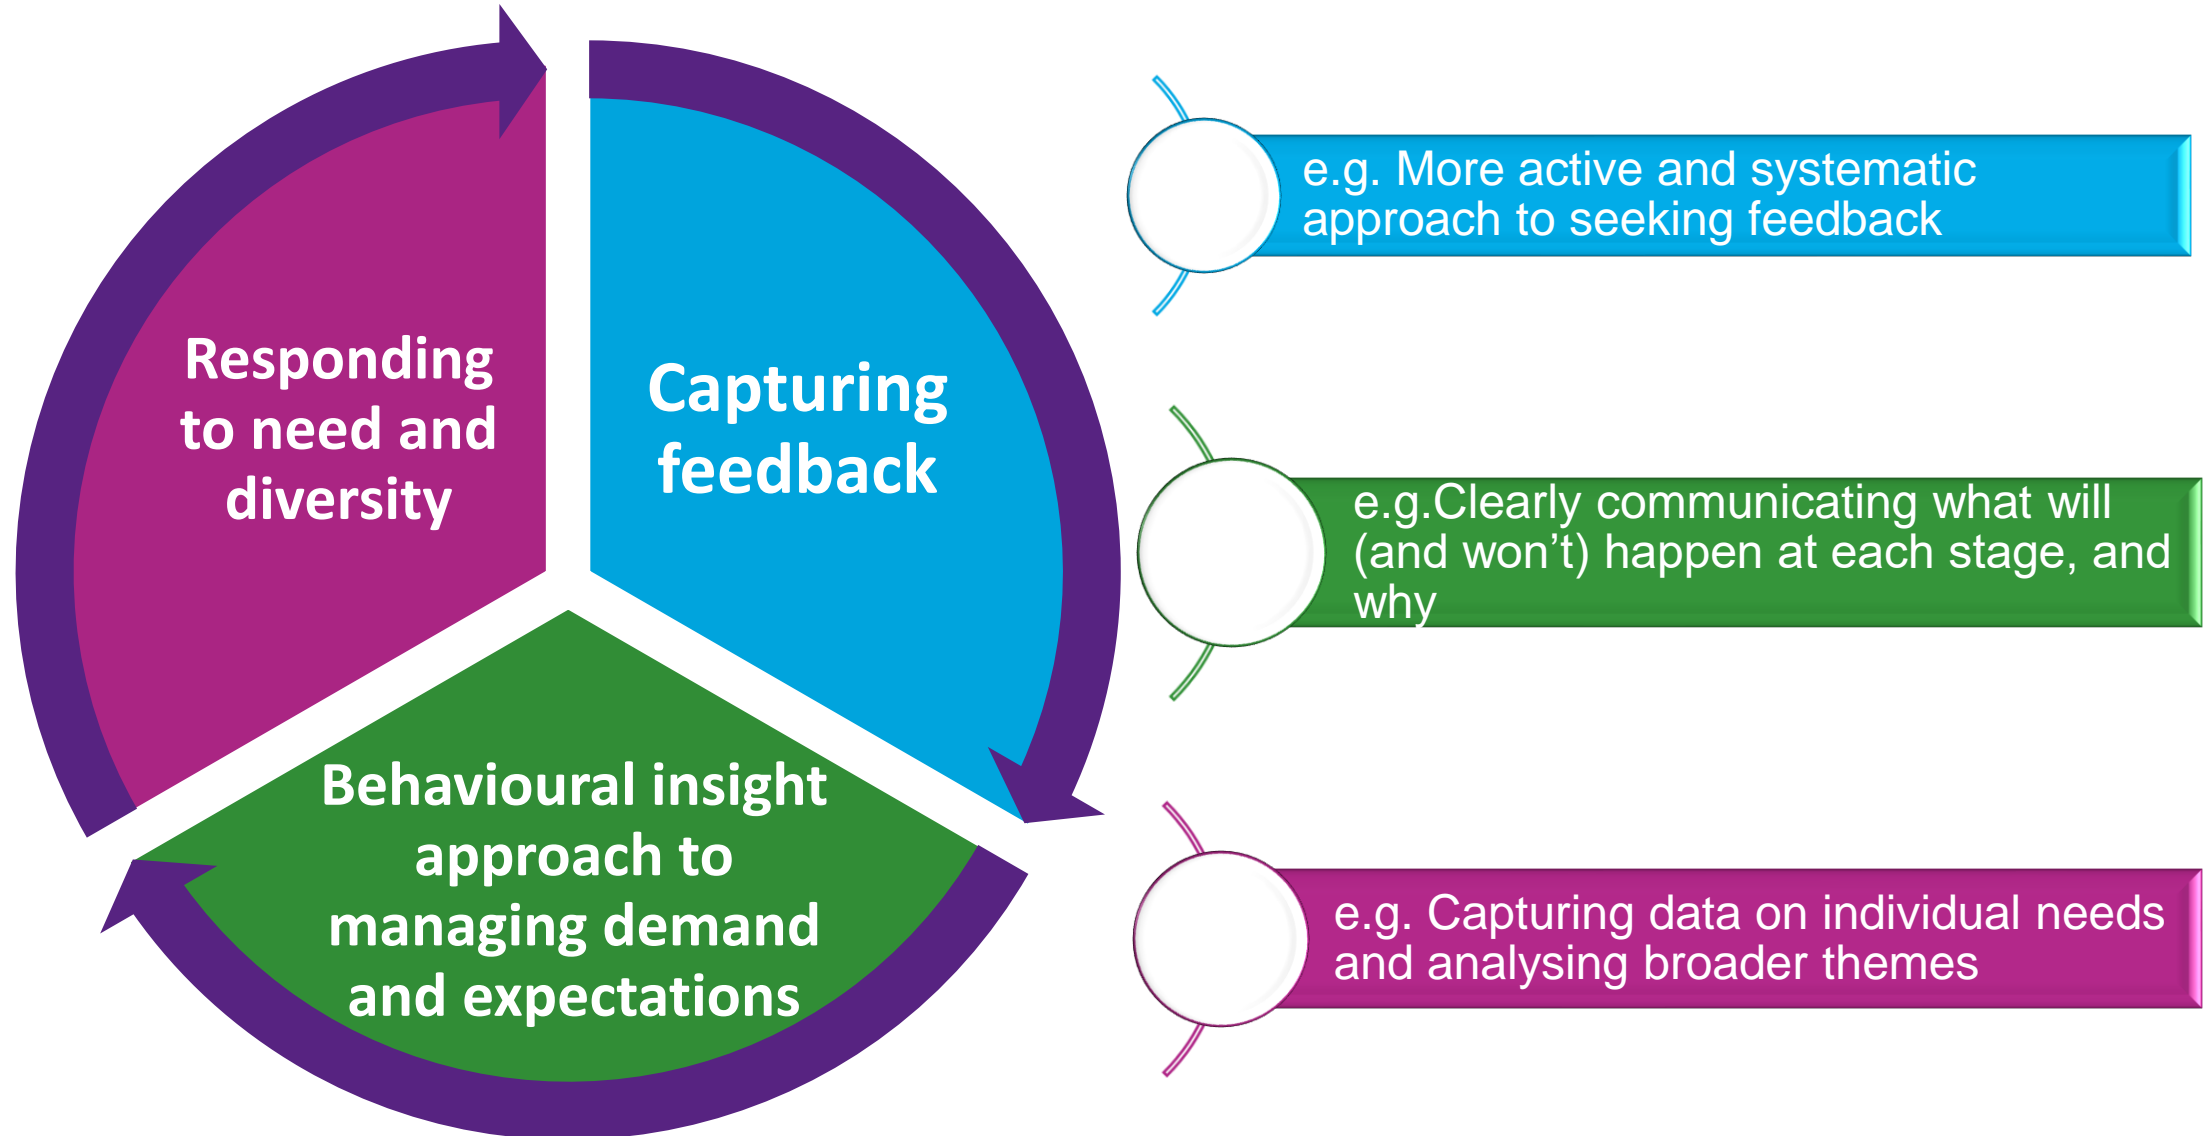 Responding
to need and
diversity
Capturing
feedback
Behavioural insight
approach to
managing demand
and expectations
e.g. More active and systematic
approach to seeking feedback
e.g.Clearly communicating what will
(and won’t) happen at each stage, and
why
e.g. Capturing data on individual needs
and analysing broader themes